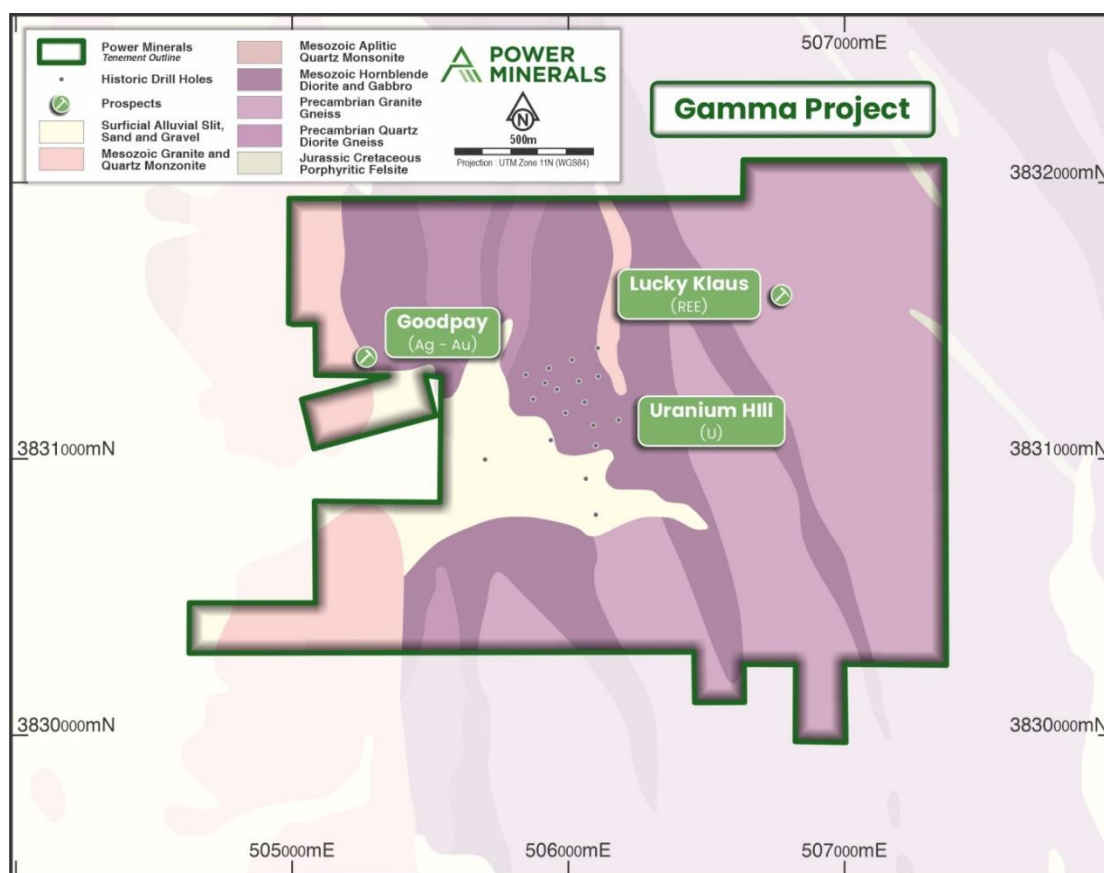 Power Minerals
Tenement Outline
Historic Drill Holes
Prospects
Surficial Alluvial Slit,
Sand and Gravel
Mesozoic Granite and
Quartz Monzonite
Mesozoic Aplitic
Quartz Monsonite
Mesozoic Hornblende
Diorite and Gabbro
Precambrian Granite
Gneiss
Precambrian Quartz
Diorite Gneiss
Jurassic Cretaceous
Porphyritic Felsite
POWER
MINERALS
N
500m
Projection : UTM Zone 11N (WGS84)
507000mE
Gamma Project
3832000mN
Lucky Klaus
(REE)
Goodpay
(Ag - Au)
Uranium HIll
(U)
3831000mN
3831000mN
3830000mN
3830000mN
505000mE
506000mE
507000mE